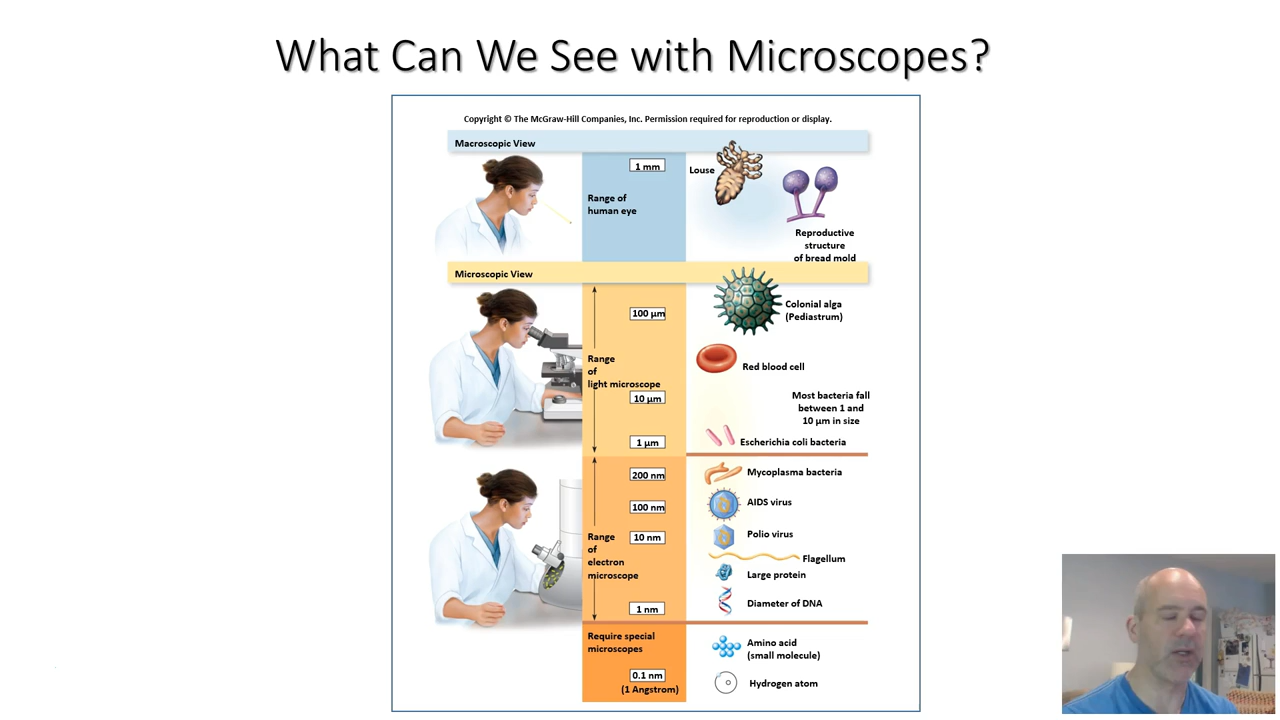 What Can We See with Microscopes?
Copyright © The McGraw-Hill Companies, Inc. Permission required for reproduction or display.
Macroscopic View
1 mm
Louse
Range of
human eye
Reproductive
structure
of bread mold
Microscopic View
Colonial alga
(Pediastrum)
100 µm
Range
of
light microscope
Red blood cell
10 µm
Most bacteria fall
between 1 and
10 µm in size
1 µm
Escherichia coli bacteria
200 nm
Mycoplasma bacteria
100 nm
AIDS virus
10 nm
Polio virus
Range
of
electron
microscope
Flagellum
Large protein
1 nm
Diameter of DNA
Require special
microscopes
Amino acid
(small molecule)
0.1 nm
(1 Angstrom)
Hydrogen atom